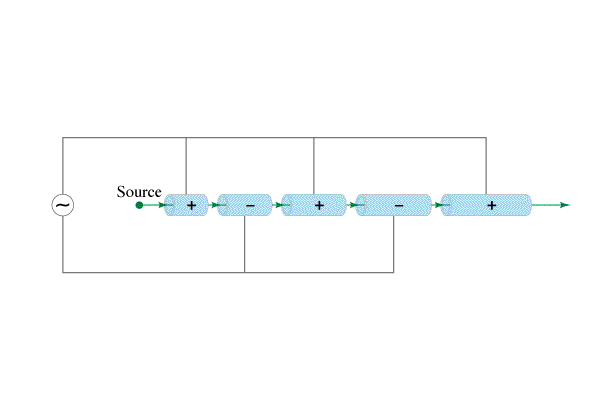 Source
~ + − + − +